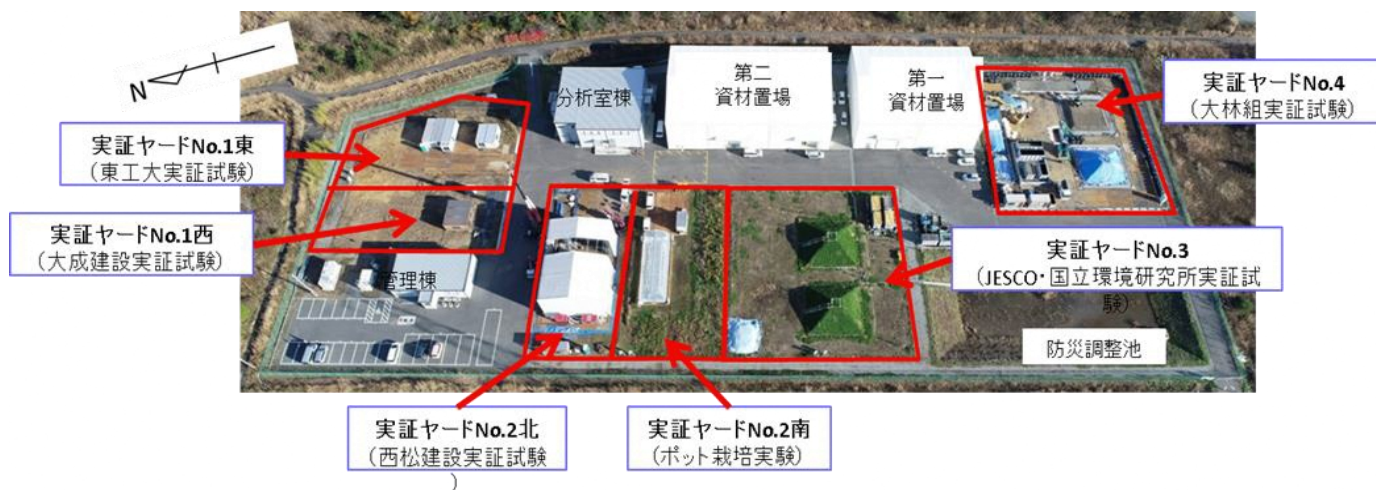 N
分析室棟
第二
資材置場
第一
資材置場
実証ヤードNo.4
(大林組実証試験)
実証ヤードNo.1東
(東工大実証試験)
実証ヤードNo.1西
(大成建設実証試験)
管理棟
実証ヤードNo.3
(JESCO・国立環境研究所実証試
験)
防災調整池
実証ヤードNo.2北
(西松建設実証試験
)
実証ヤードNo.2南
(ポット栽培実験)